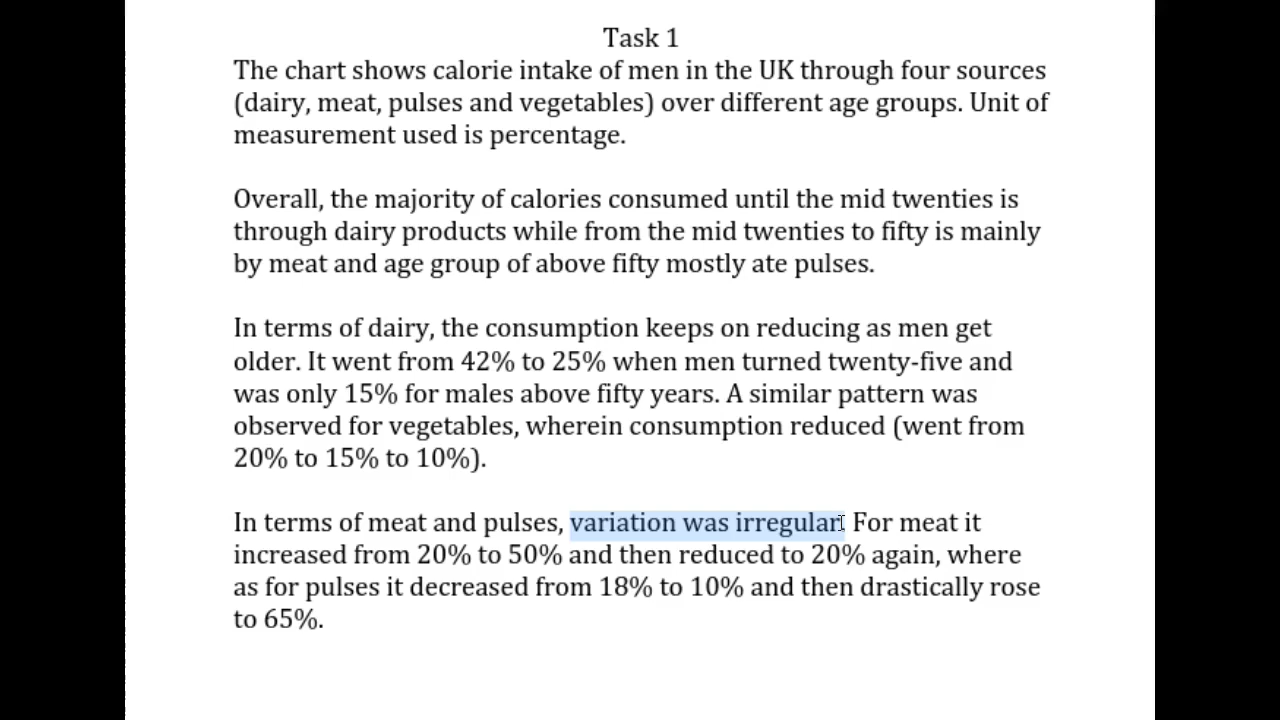 Task 1
The chart shows calorie intake of men in the UK through four sources
(dairy, meat, pulses and vegetables) over different age groups. Unit of
measurement used is percentage.
Overall, the majority of calories consumed until the mid twenties is
through dairy products while from the mid twenties to fifty is mainly
by meat and age group of above fifty mostly ate pulses.
In terms of dairy, the consumption keeps on reducing as men get
older. It went from 42% to 25% when men turned twenty-five and
was only 15% for males above fifty years. A similar pattern was
observed for vegetables, wherein consumption reduced (went from
20% to 15% to 10%).
In terms of meat and pulses, variation was irregular. For meat it
increased from 20% to 50% and then reduced to 20% again, where
as for pulses it decreased from 18% to 10% and then drastically rose
to 65%.